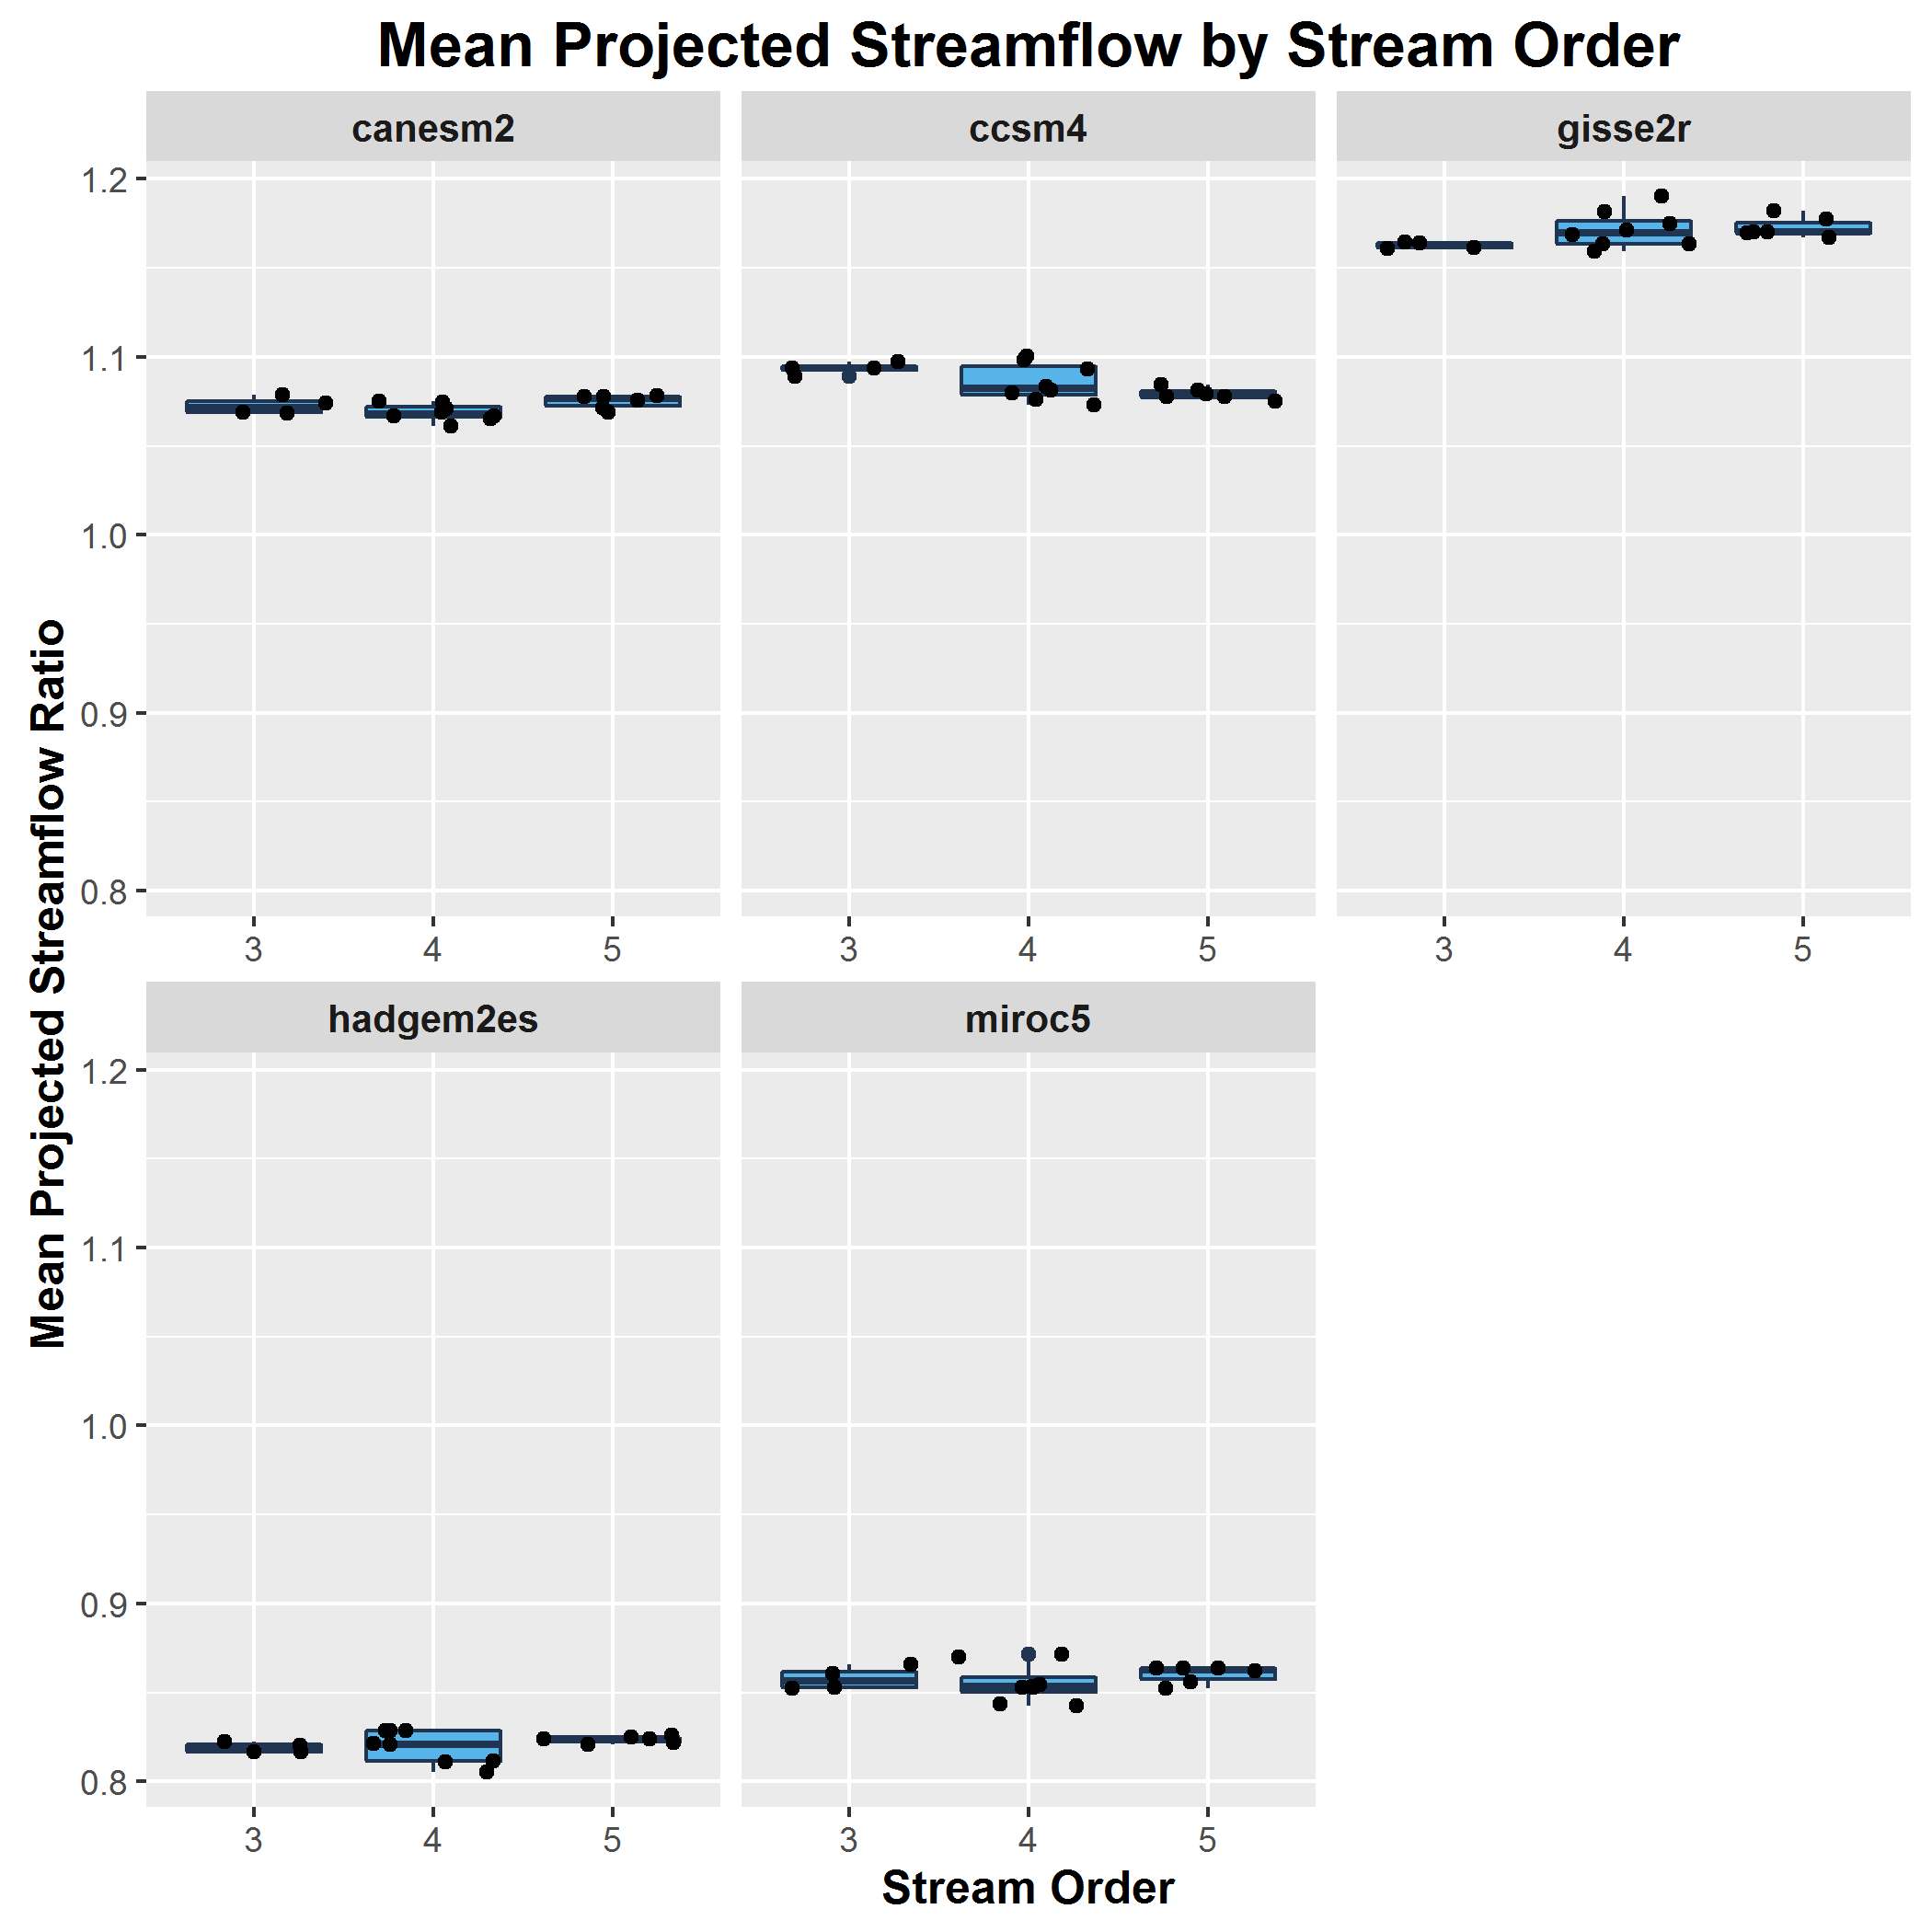 Mean Projected Streamflow by Stream Order
canesm2
ccsm4
gisse2r
1.2
1.1
1.0
0.9
0.8
3 4 5
3 4 5
3 4 5
Mean Projected Streamflow Ratio
hadgem2es
miroc5
1.2
1.1
1.0
0.9
0.8
3 4 5
3 4 5
Stream Order